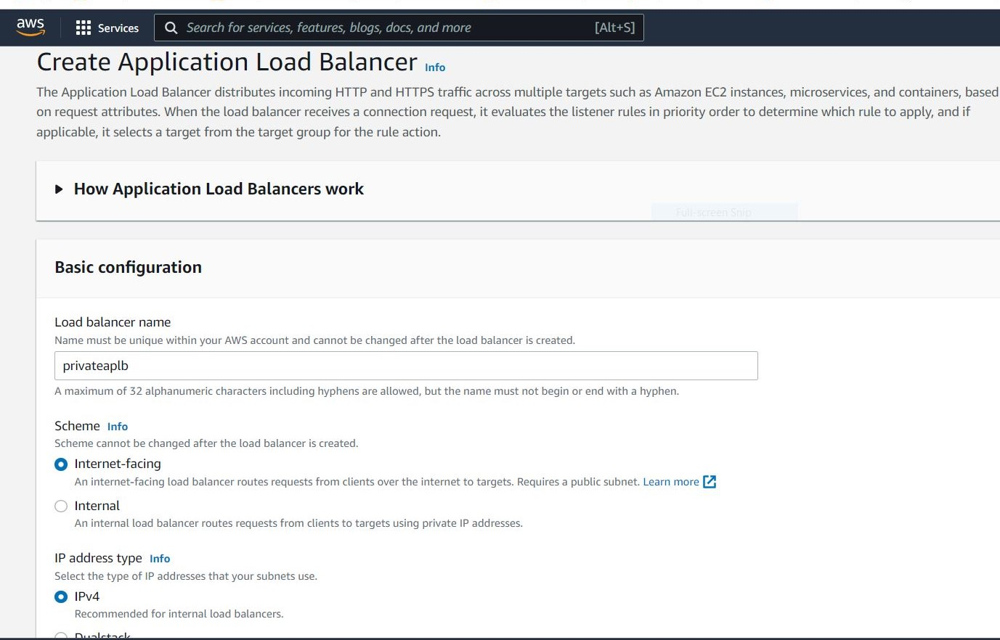 aws
Services
Search for services, features, blogs, docs, and more
[Alt+S]
Create Application Load Balancer Info
The Application Load Balancer distributes incoming HTTP and HTTPS traffic across multiple targets such as Amazon EC2 instances, microservices, and containers, based
on request attributes. When the load balancer receives a connection request, it evaluates the listener rules in priority order to determine which rule to apply, and if
applicable, it selects a target from the target group for the rule action.
How Application Load Balancers work
Full-screen Snip
Basic configuration
Load balancer name
Name must be unique within your AWS account and cannot be changed after the load balancer is created.
privateaplb
A maximum of 32 alphanumeric characters including hyphens are allowed, but the name must not begin or end with a hyphen.
Scheme Info
Scheme cannot be changed after the load balancer is created.
Internet-facing
An internet-facing load balancer routes requests from clients over the internet to targets. Requires a public subnet. Learn more
Internal
An internal load balancer routes requests from clients to targets using private IP addresses.
IP address type Info
Select the type of IP addresses that your subnets use.
IPv4
Recommended for internal load balancers.
Dualstack